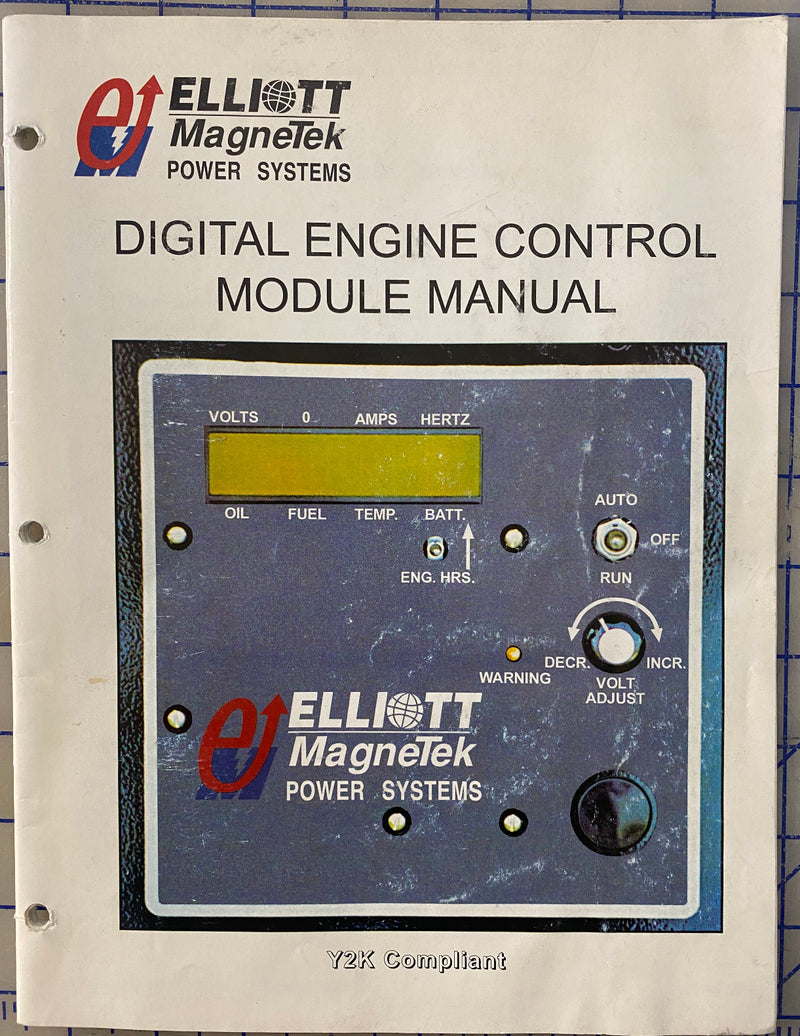 ELLIOTT
MagneTek
POWER SYSTEMS
DIGITAL ENGINE CONTROL
MODULE MANUAL
VOLTS 0 AMPS HERTZ
OIL FUEL TEMP. BATT.
ENG. HRS.
AUTO
OFF
RUN
DECR. INCR.
VOLT
ADJUST
WARNING
ELLIOTT
MagneTek
POWER SYSTEMS
Y2K Compliant